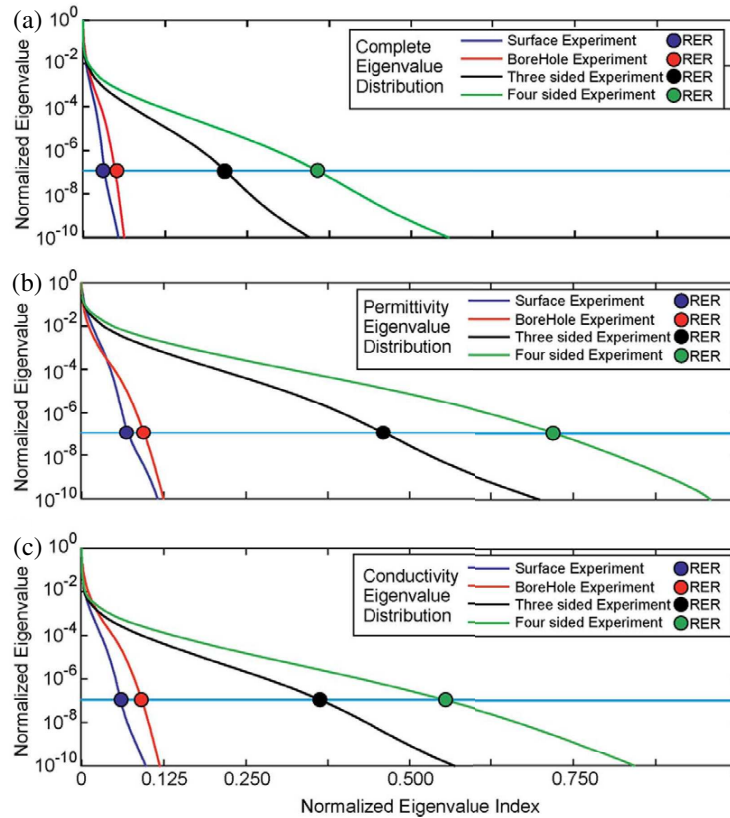 (a)
10^0
10^-2
10^-4
10^-6
10^-8
10^-10
Normalized Eigenvalue
Complete
Eigenvalue
Distribution
Surface Experiment RER
BoreHole Experiment RER
Three sided Experiment RER
Four sided Experiment RER
(b)
10^0
10^-2
10^-4
10^-6
10^-8
10^-10
Normalized Eigenvalue
Permittivity
Eigenvalue
Distribution
Surface Experiment RER
BoreHole Experiment RER
Three sided Experiment RER
Four sided Experiment RER
(c)
10^0
10^-2
10^-4
10^-6
10^-8
10^-10
Normalized Eigenvalue
Conductivity
Eigenvalue
Distribution
Surface Experiment RER
BoreHole Experiment RER
Three sided Experiment RER
Four sided Experiment RER
0 0.125 0.250 0.500 0.750
Normalized Eigenvalue Index